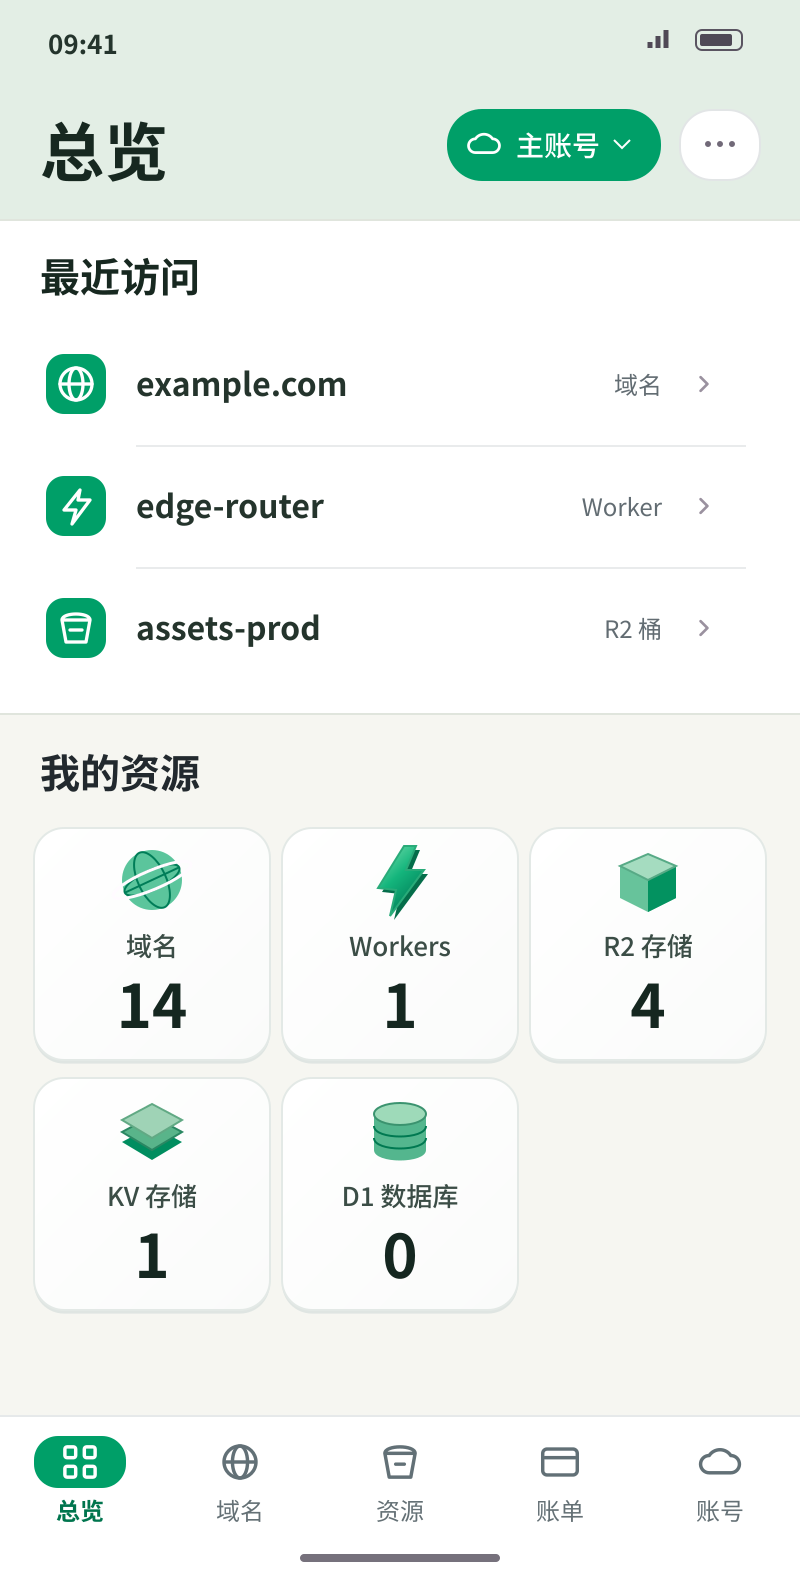 09:41
总览
主账号
最近访问
example.com 域名
edge-router Worker
assets-prod R2 桶
我的资源
域名 Workers R2 存储
14 1 4
KV 存储 D1 数据库
1 0
总览 域名 资源 账单 账号